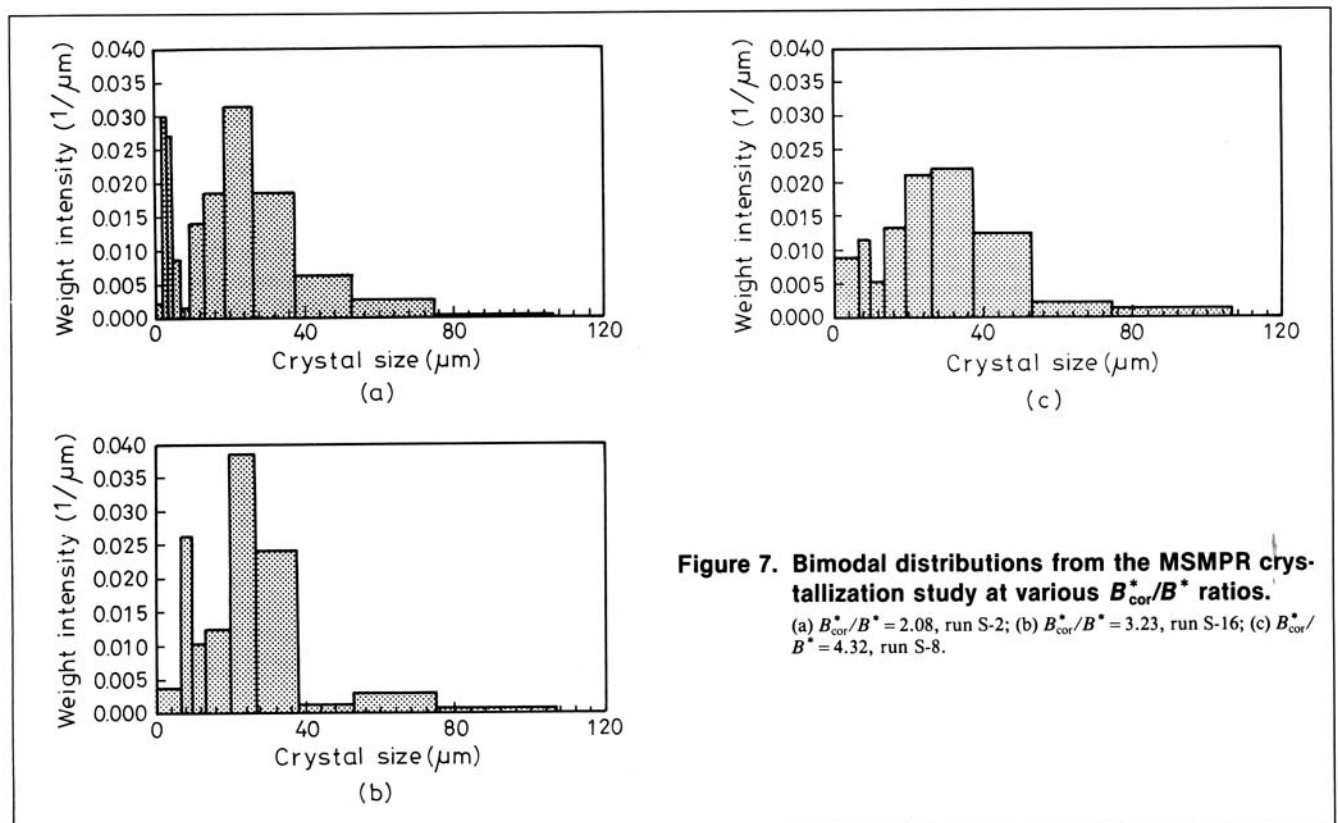 0.040
0.035
0.030
0.025
0.020
0.015
0.010
0.005
0.000
Weight intensity (1/μm)
0 40 80 120
Crystal size (μm)
(a)
0.040
0.035
0.030
0.025
0.020
0.015
0.010
0.005
0.000
Weight intensity (1/μm)
0 40 80 120
Crystal size (μm)
(c)
0.040
0.035
0.030
0.025
0.020
0.015
0.010
0.005
0.000
Weight intensity (1/μm)
0 40 80 120
Crystal size (μm)
(b)
Figure 7. Bimodal distributions from the MSMPR crys-
tallization study at various B*cor/B* ratios.
(a) B*cor/B* = 2.08, run S-2; (b) B*cor/B* = 3.23, run S-16; (c) B*cor/
B* = 4.32, run S-8.